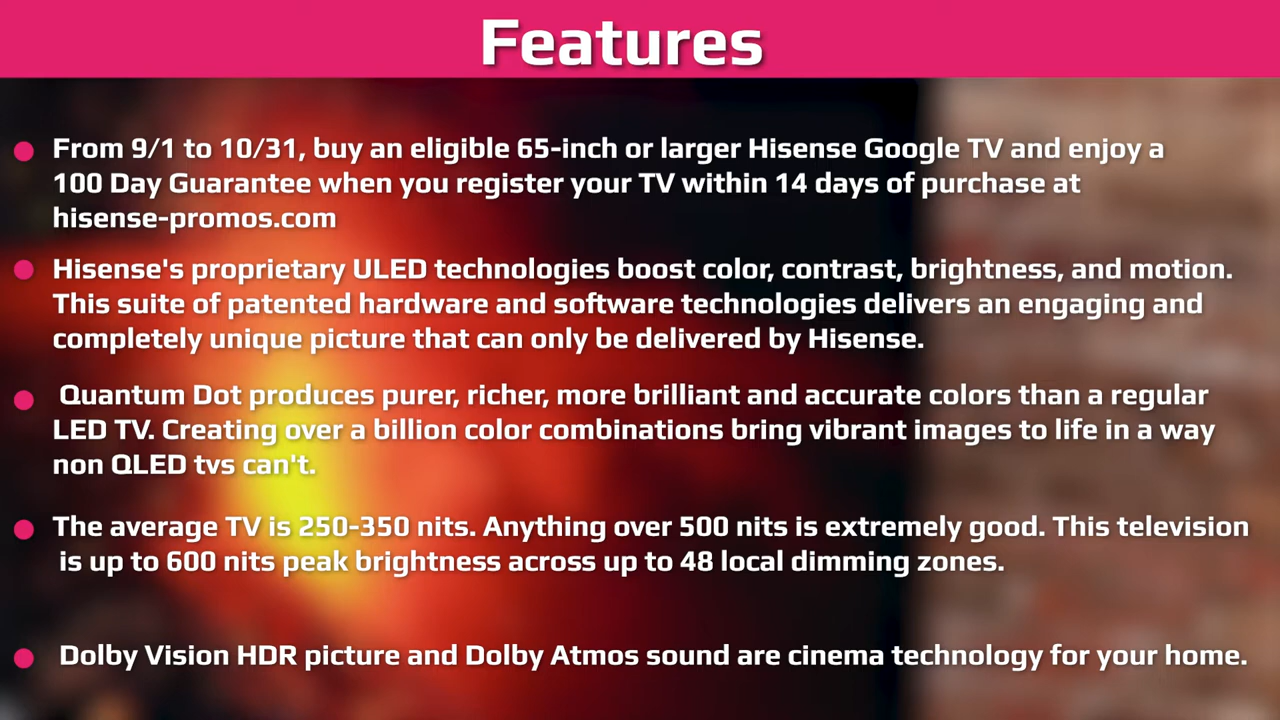 Features
From 9/1 to 10/31, buy an eligible 65-inch or larger Hisense Google TV and enjoy a
100 Day Guarantee when you register your TV within 14 days of purchase at
hisense-promos.com
Hisense's proprietary ULED technologies boost color, contrast, brightness, and motion.
This suite of patented hardware and software technologies delivers an engaging and
completely unique picture that can only be delivered by Hisense.
Quantum Dot produces purer, richer, more brilliant and accurate colors than a regular
LED TV. Creating over a billion color combinations bring vibrant images to life in a way
non QLED tvs can't.
The average TV is 250-350 nits. Anything over 500 nits is extremely good. This television
is up to 600 nits peak brightness across up to 48 local dimming zones.
Dolby Vision HDR picture and Dolby Atmos sound are cinema technology for your home.